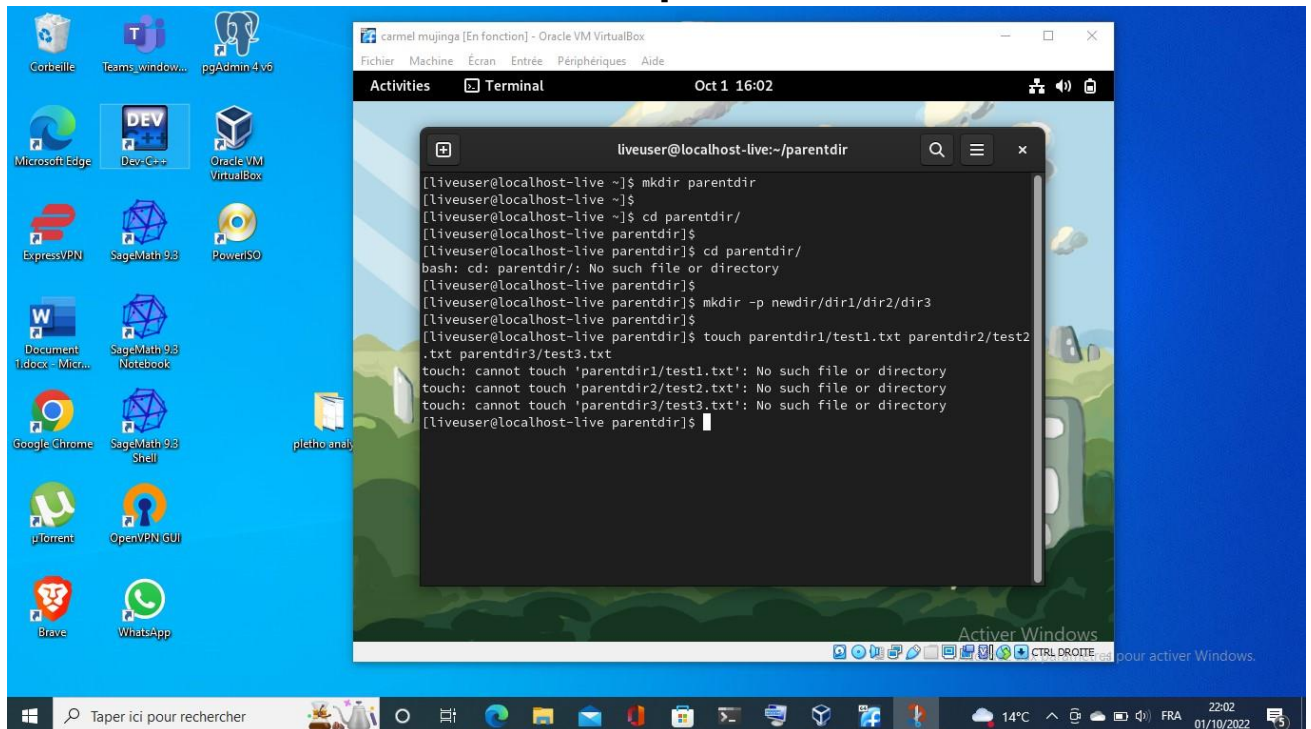 Corbeille
Teams_window...
pgAdmin 4 v6
Microsoft Edge
DEV
C++
Dev-C++
Oracle VM
VirtualBox
ExpressVPN
SageMath 9.3
PowerISO
Document
1.docx - Micr...
SageMath 9.3
Notebook
Google Chrome
SageMath 9.3
Shell
pletho analy
µTorrent
OpenVPN GUI
Brave
WhatsApp
carmel mujinga [En fonction] - Oracle VM VirtualBox
Fichier Machine Écran Entrée Périphériques Aide
Activities Terminal Oct 1 16:02
liveuser@localhost-live:~/parentdir
[liveuser@localhost-live ~]$ mkdir parentdir
[liveuser@localhost-live ~]$
[liveuser@localhost-live ~]$ cd parentdir/
[liveuser@localhost-live parentdir]$
[liveuser@localhost-live parentdir]$ cd parentdir/
bash: cd: parentdir/: No such file or directory
[liveuser@localhost-live parentdir]$
[liveuser@localhost-live parentdir]$ mkdir -p newdir/dir1/dir2/dir3
[liveuser@localhost-live parentdir]$
[liveuser@localhost-live parentdir]$ touch parentdir1/test1.txt parentdir2/test2
.txt parentdir3/test3.txt
touch: cannot touch 'parentdir1/test1.txt': No such file or directory
touch: cannot touch 'parentdir2/test2.txt': No such file or directory
touch: cannot touch 'parentdir3/test3.txt': No such file or directory
[liveuser@localhost-live parentdir]$
Activer Windows
CTRL DROITE
pour activer Windows.
Taper ici pour rechercher
14°C
FRA
22:02
01/10/2022
5